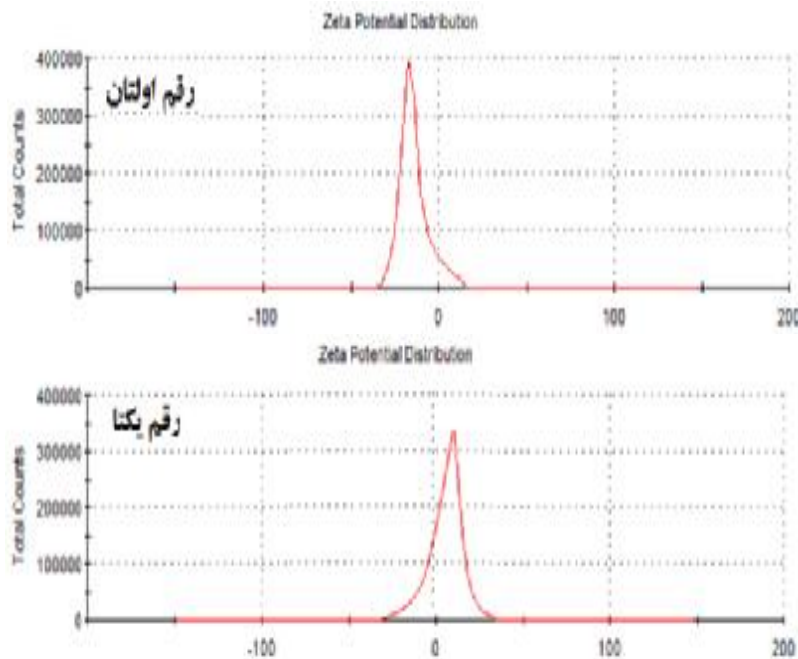 Zeta Potential Distribution
400000
رقم اولتان
300000
200000
100000
0
Total Counts
-100 0 100 200
Zeta Potential Distribution
400000
رقم یکتا
300000
200000
100000
0
Total Counts
-100 0 100 200